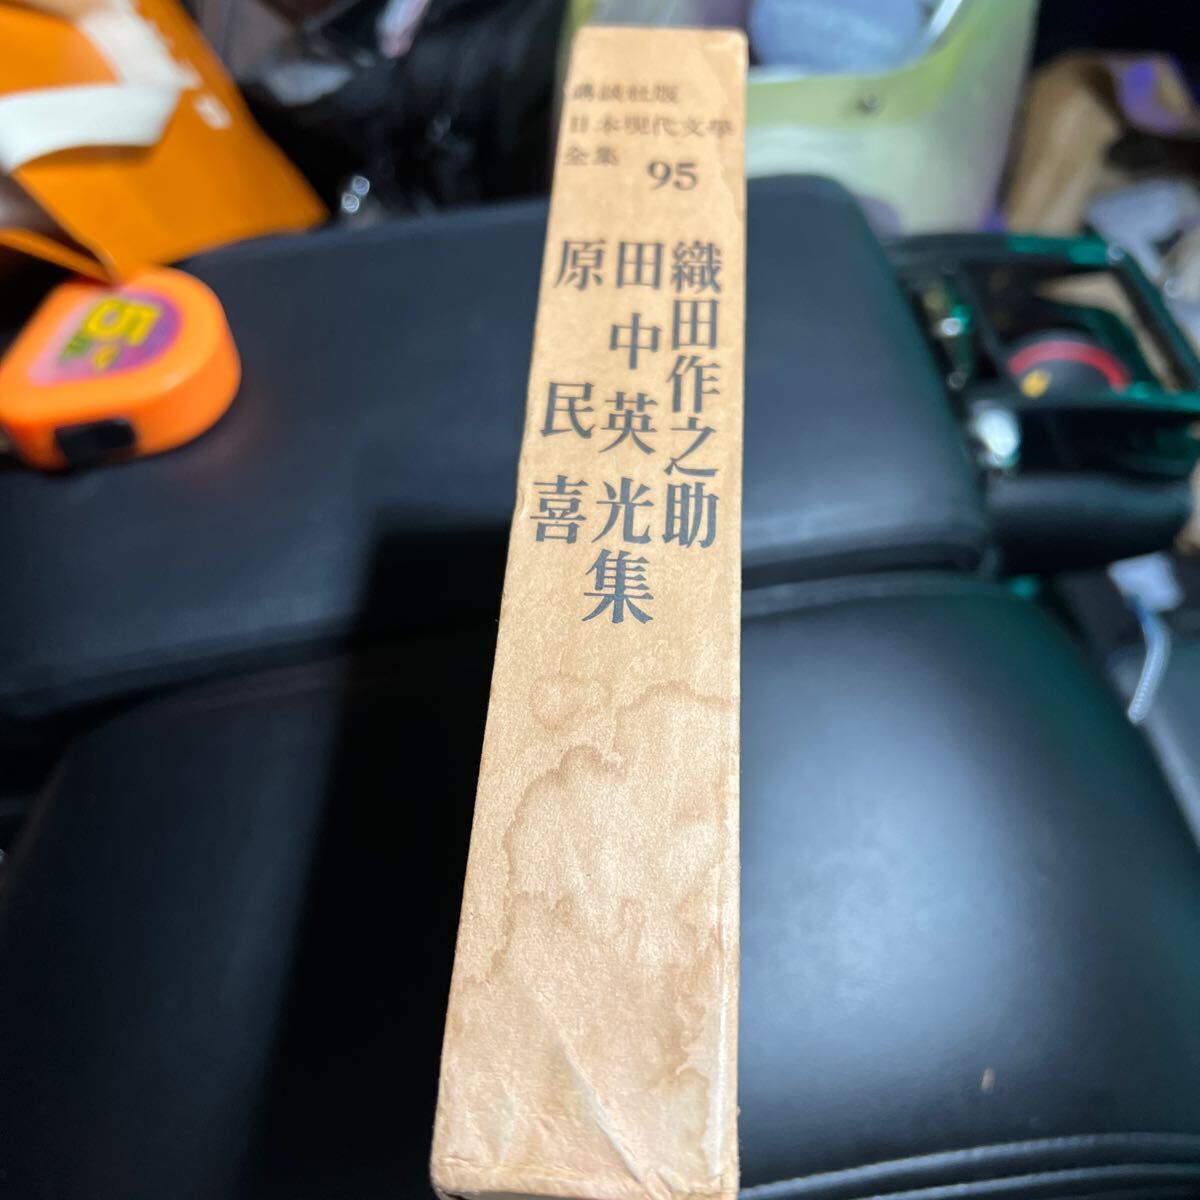 講談社版
日本現代文學
全集 95
織田作之助
田中英光集
原民喜
5